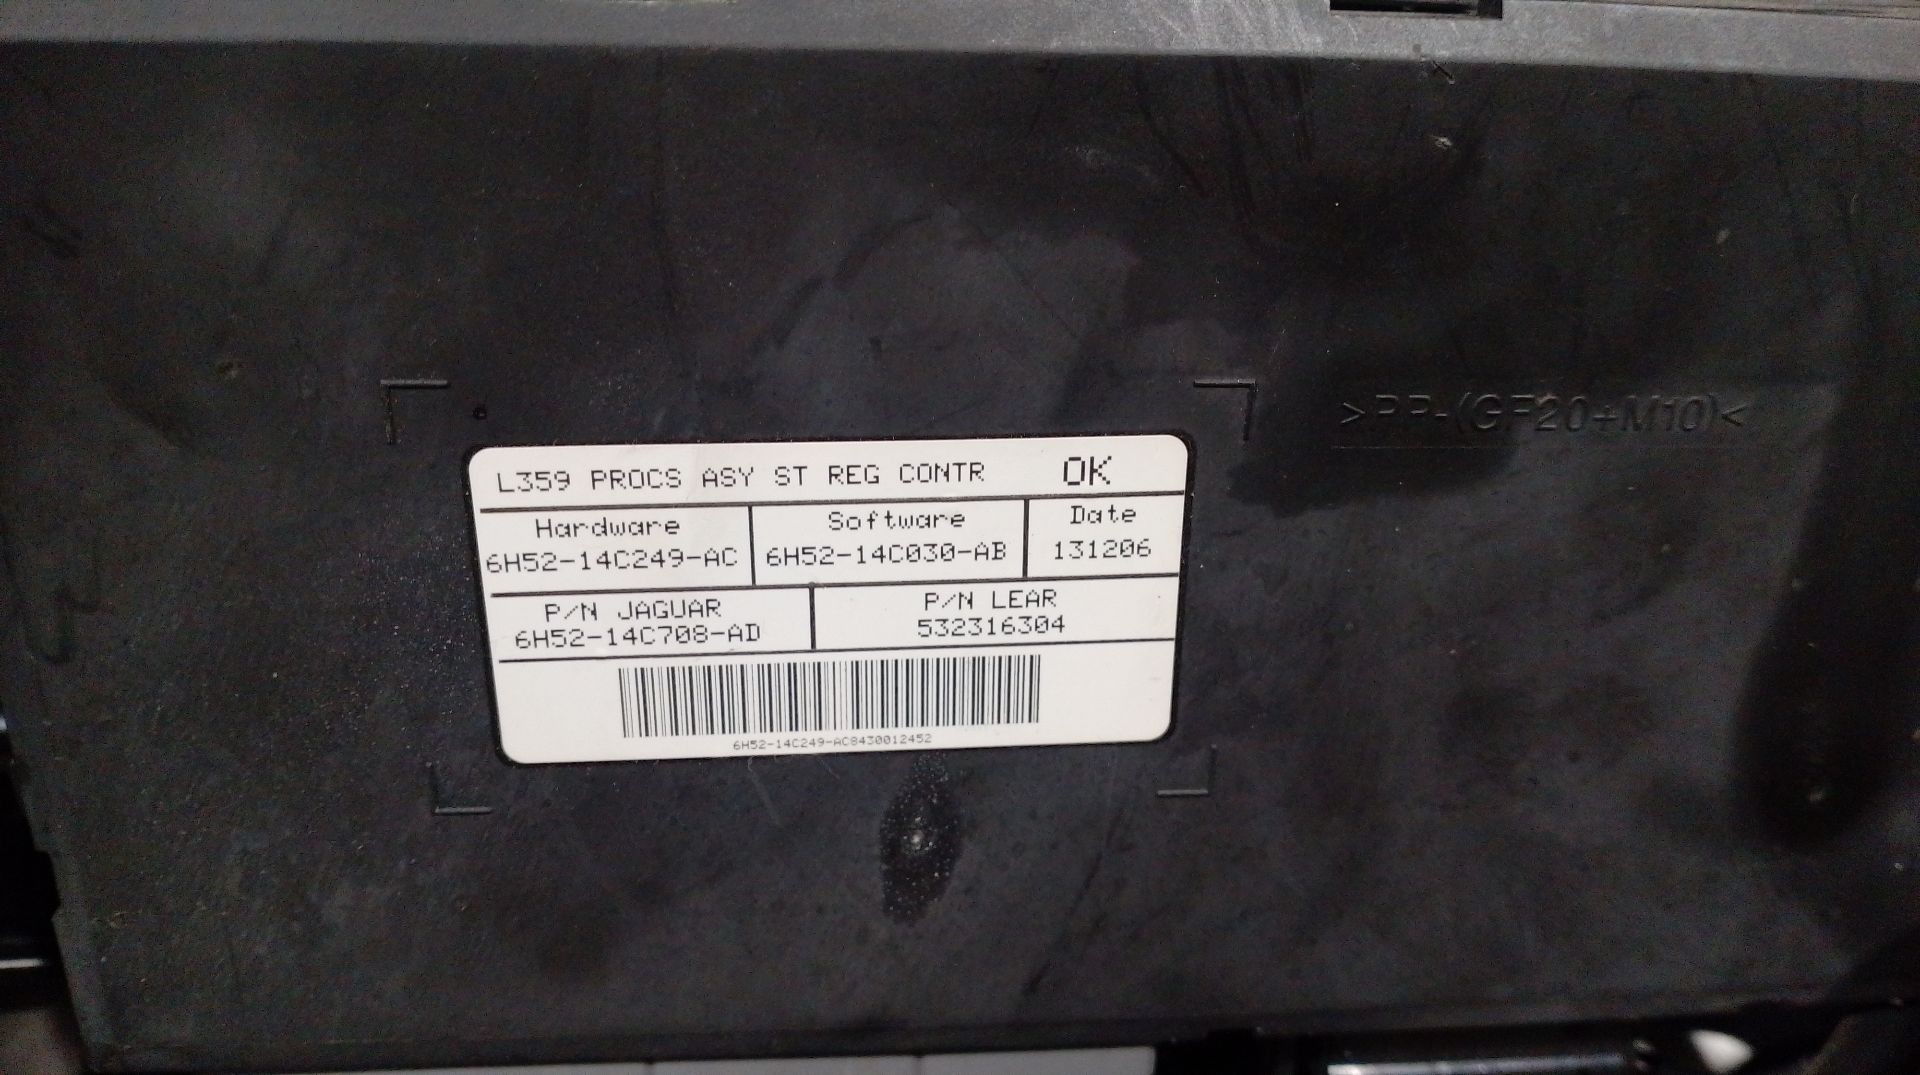 >PP-(GF20+M10)<
L359 PROCS ASY ST REG CONTR OK
Hardware Software Date
6H52-14C249-AC 6H52-14C030-AB 131206
P/N JAGUAR P/N LEAR
6H52-14C708-AD 532316304
6H52-14C249-AC8430012452